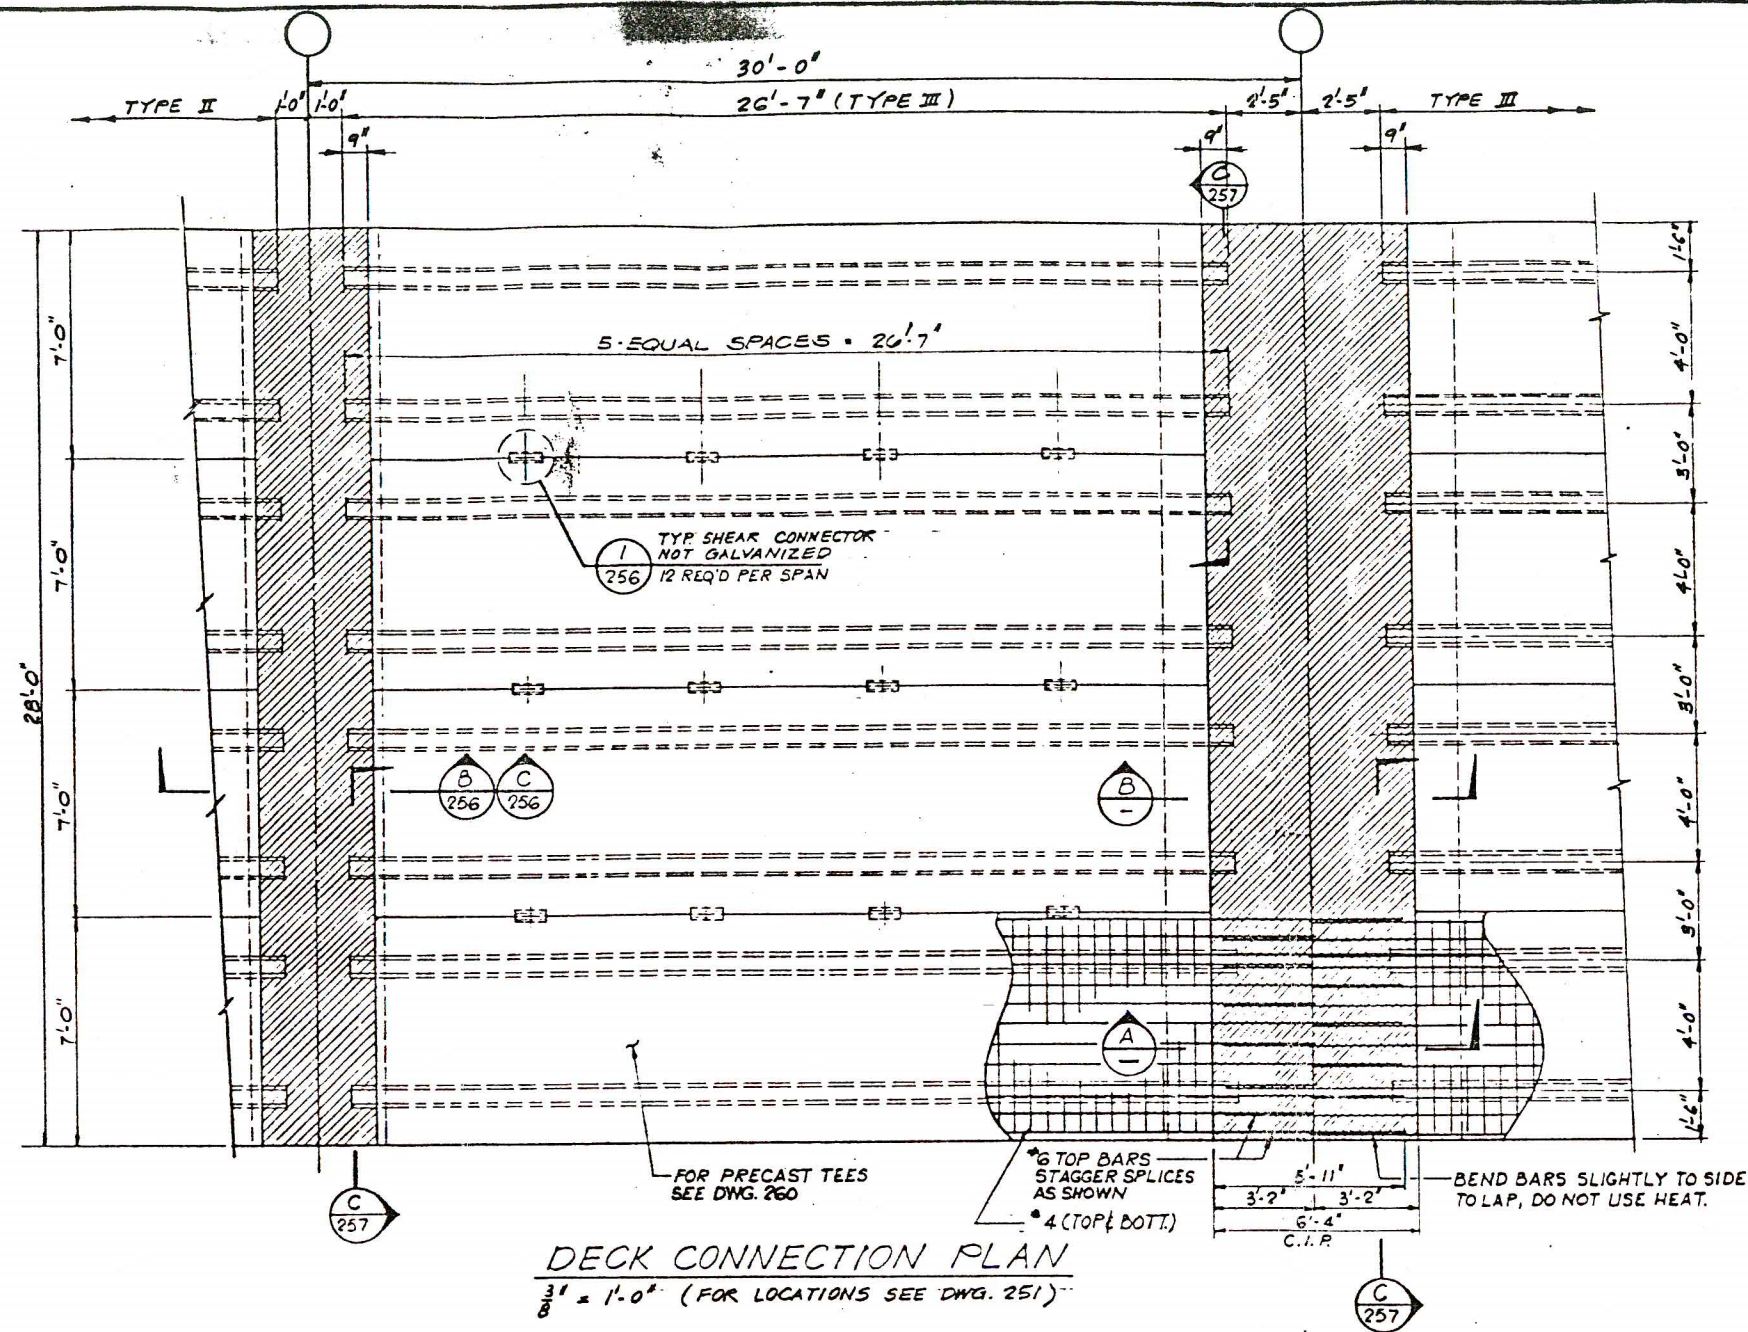 30'-0"
TYPE II
1'-0"
1'-0"
26'-7" (TYPE III)
2'-5"
2'-5"
TYPE III
9"
9"
9"
C
257
1'-6"
7'-0"
4'-0"
5-EQUAL SPACES = 26'-7"
3'-0"
TYP. SHEAR CONNECTOR
1
NOT GALVANIZED
256
12 REQ'D PER SPAN
7'-0"
4'-0"
28'-0"
3'-0"
B
256
C
256
B
-
7'-0"
4'-0"
3'-0"
7'-0"
A
-
4'-0"
1'-6"
FOR PRECAST TEES
SEE DWG. 260
#6 TOP BARS
STAGGER SPLICES
AS SHOWN
#4 (TOP & BOTT.)
5'-11"
3'-2"
3'-2"
6'-4"
C.I.P.
BEND BARS SLIGHTLY TO SIDE
TO LAP, DO NOT USE HEAT.
C
257
C
257
DECK CONNECTION PLAN
3/8" = 1'-0" (FOR LOCATIONS SEE DWG. 251)